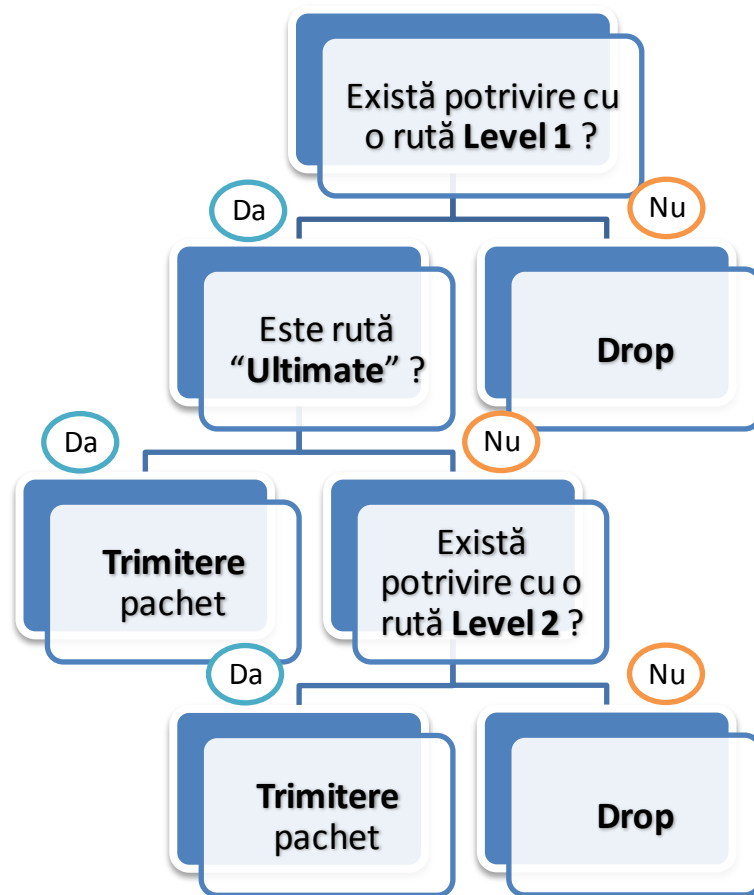 Există potrivire cu
o rută Level 1 ?
Da
Nu
Este rută
“Ultimate” ?
Drop
Da
Nu
Trimitere
pachet
Există
potrivire cu o
rută Level 2 ?
Da
Nu
Trimitere
pachet
Drop